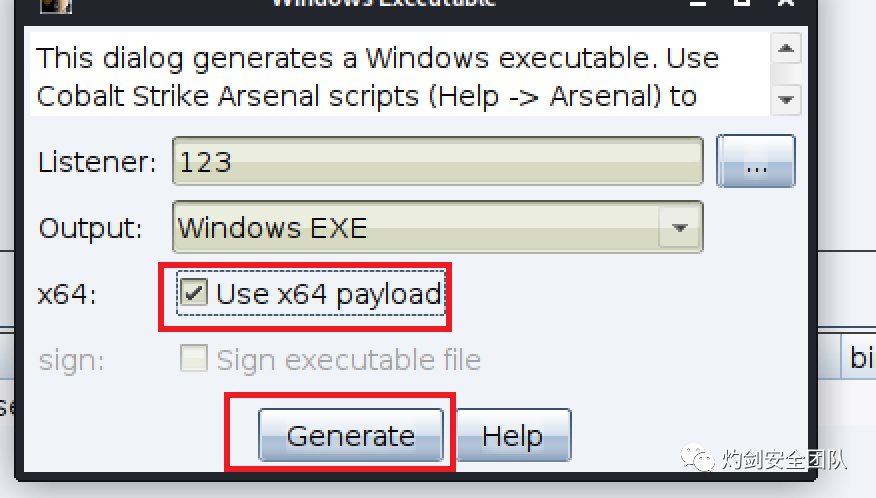 Windows Executable
This dialog generates a Windows executable. Use
Cobalt Strike Arsenal scripts (Help -> Arsenal) to
Listener:
123
...
Output:
Windows EXE
x64:
Use x64 payload
sign:
Sign executable file
bi
se
Generate
Help
灼剑安全团队